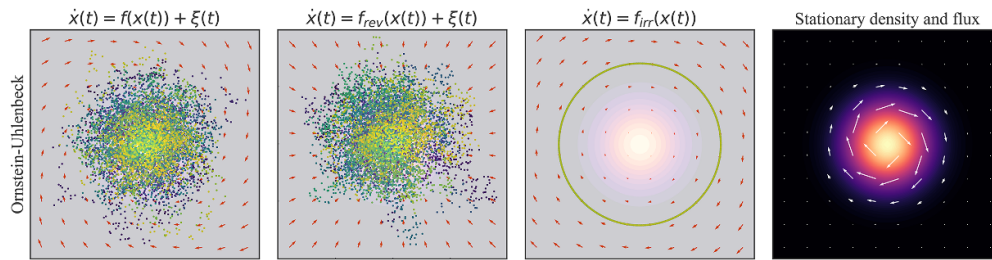 ẋ(t) = f(x(t)) + ξ(t)
ẋ(t) = f_rev(x(t)) + ξ(t)
ẋ(t) = f_irr(x(t))
Stationary density and flux
Ornstein-Uhlenbeck